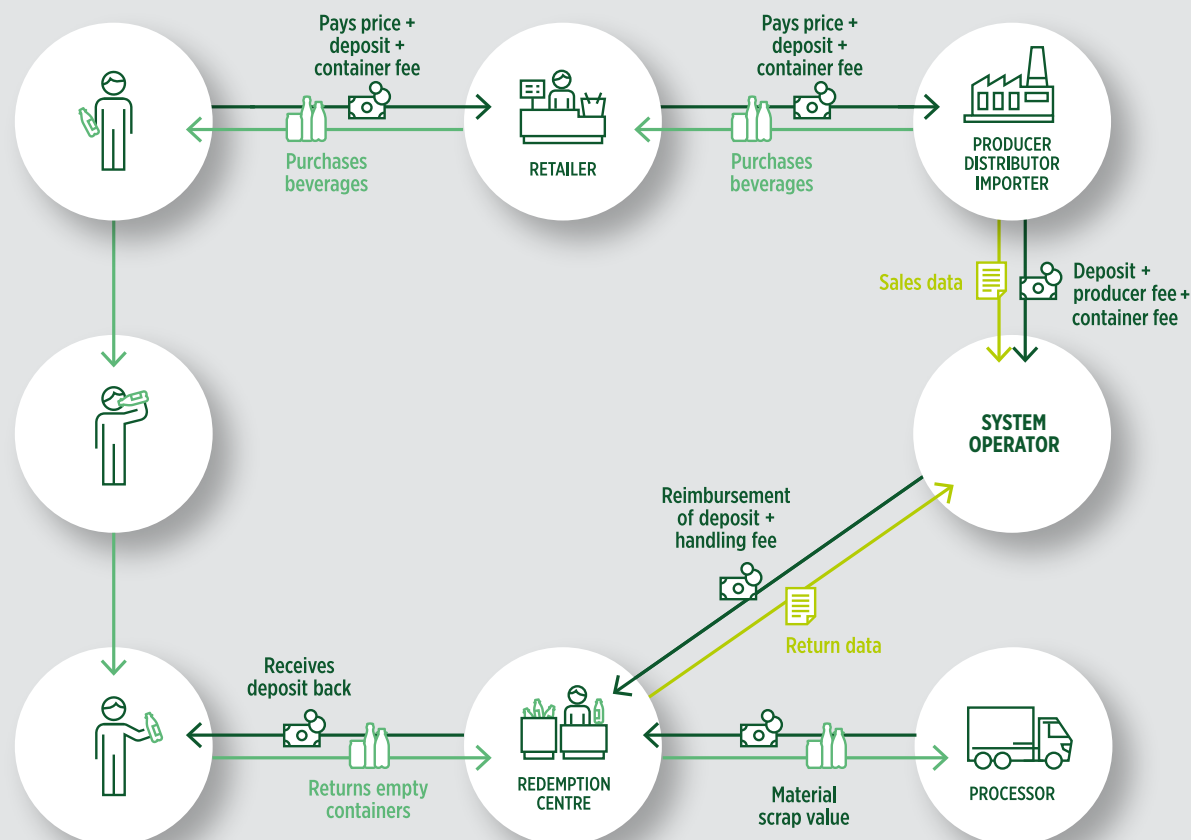 Pays price +
deposit +
container fee
Pays price +
deposit +
container fee
Purchases
beverages
RETAILER
Purchases
beverages
PRODUCER
DISTRIBUTOR
IMPORTER
Sales data
Deposit +
producer fee +
container fee
SYSTEM
OPERATOR
Reimbursement
of deposit +
handling fee
Return data
Receives
deposit back
Returns empty
containers
REDEMPTION
CENTRE
Material
scrap value
PROCESSOR